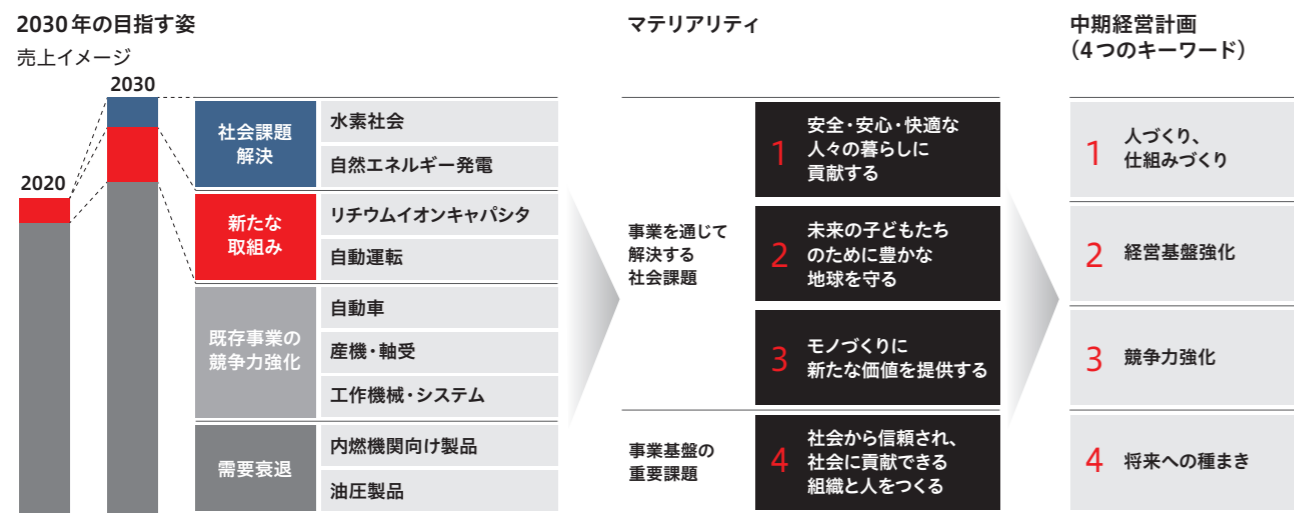 2030年の目指す姿
売上イメージ
2020
2030
社会課題
解決
水素社会
自然エネルギー発電
新たな
取組み
リチウムイオンキャパシタ
自動運転
既存事業の
競争力強化
自動車
産機・軸受
工作機械・システム
需要衰退
内燃機関向け製品
油圧製品
マテリアリティ
事業を通じて
解決する
社会課題
1
安全・安心・快適な
人々の暮らしに
貢献する
2
未来の子どもたち
のために豊かな
地球を守る
3
モノづくりに
新たな価値を提供する
事業基盤の
重要課題
4
社会から信頼され、
社会に貢献できる
組織と人をつくる
中期経営計画
（4つのキーワード）
1
人づくり、
仕組みづくり
2
経営基盤強化
3
競争力強化
4
将来への種まき